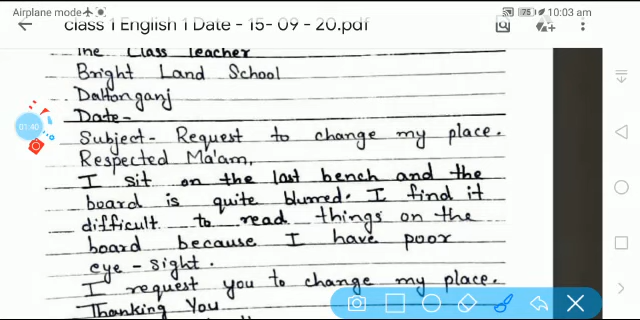 Airplane mode
75
10:03 am
class 1 English 1 Date - 15- 09 - 20.pdf
The Class Teacher
Bright Land School
Daltonganj
Date-
01:40
Subject- Request to change my place.
Respected Ma'am,
I sit on the last bench and the
board is quite blurred. I find it
difficult to read things on the
board because I have poor
eye - sight.
I request you to change my place.
Thanking You